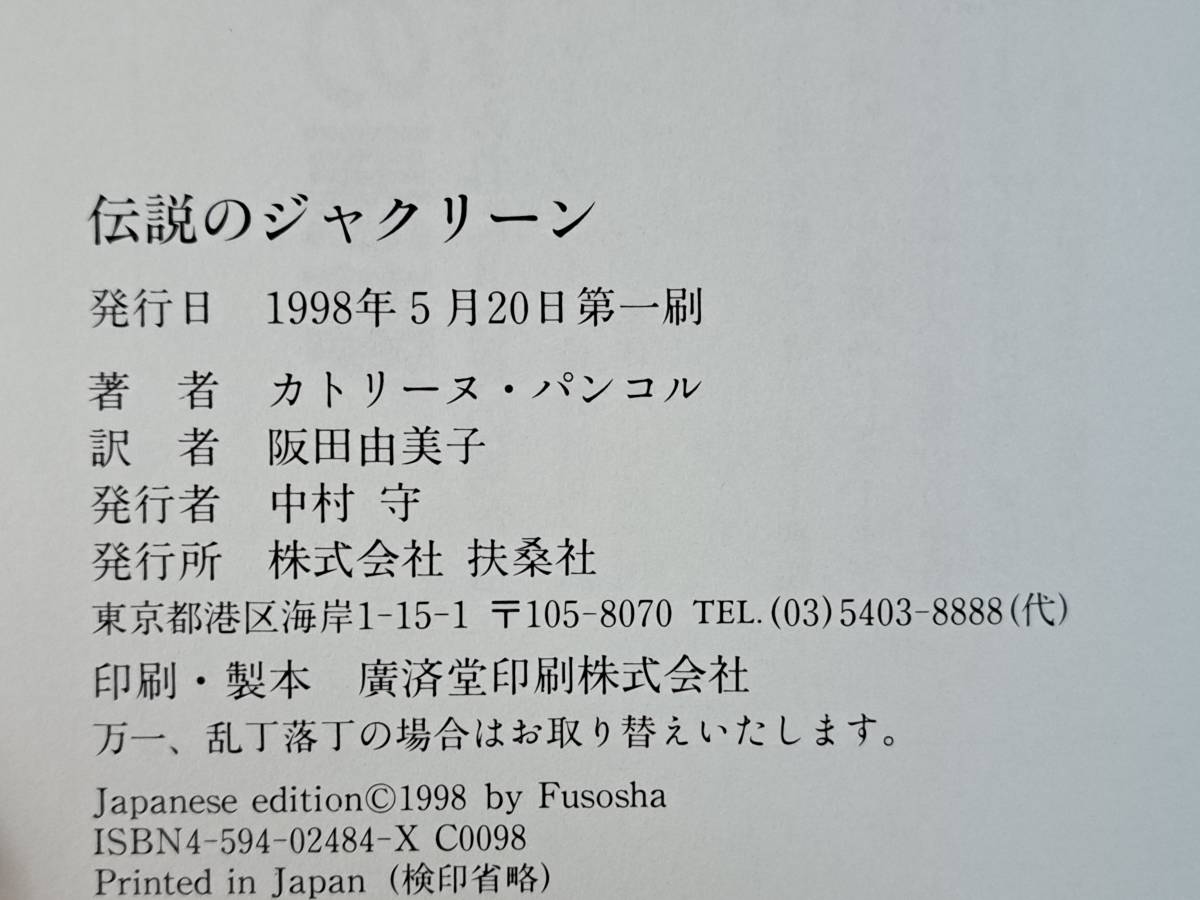 伝説のジャクリーン
発行日　1998年5月20日第一刷
著　者　カトリーヌ・パンコル
訳　者　阪田由美子
発行者　中村 守
発行所　株式会社 扶桑社
東京都港区海岸1-15-1 〒105-8070 TEL.(03)5403-8888(代)
印刷・製本　廣済堂印刷株式会社
万一、乱丁落丁の場合はお取り替えいたします。
Japanese edition©1998 by Fusosha
ISBN4-594-02484-X C0098
Printed in Japan (検印省略)